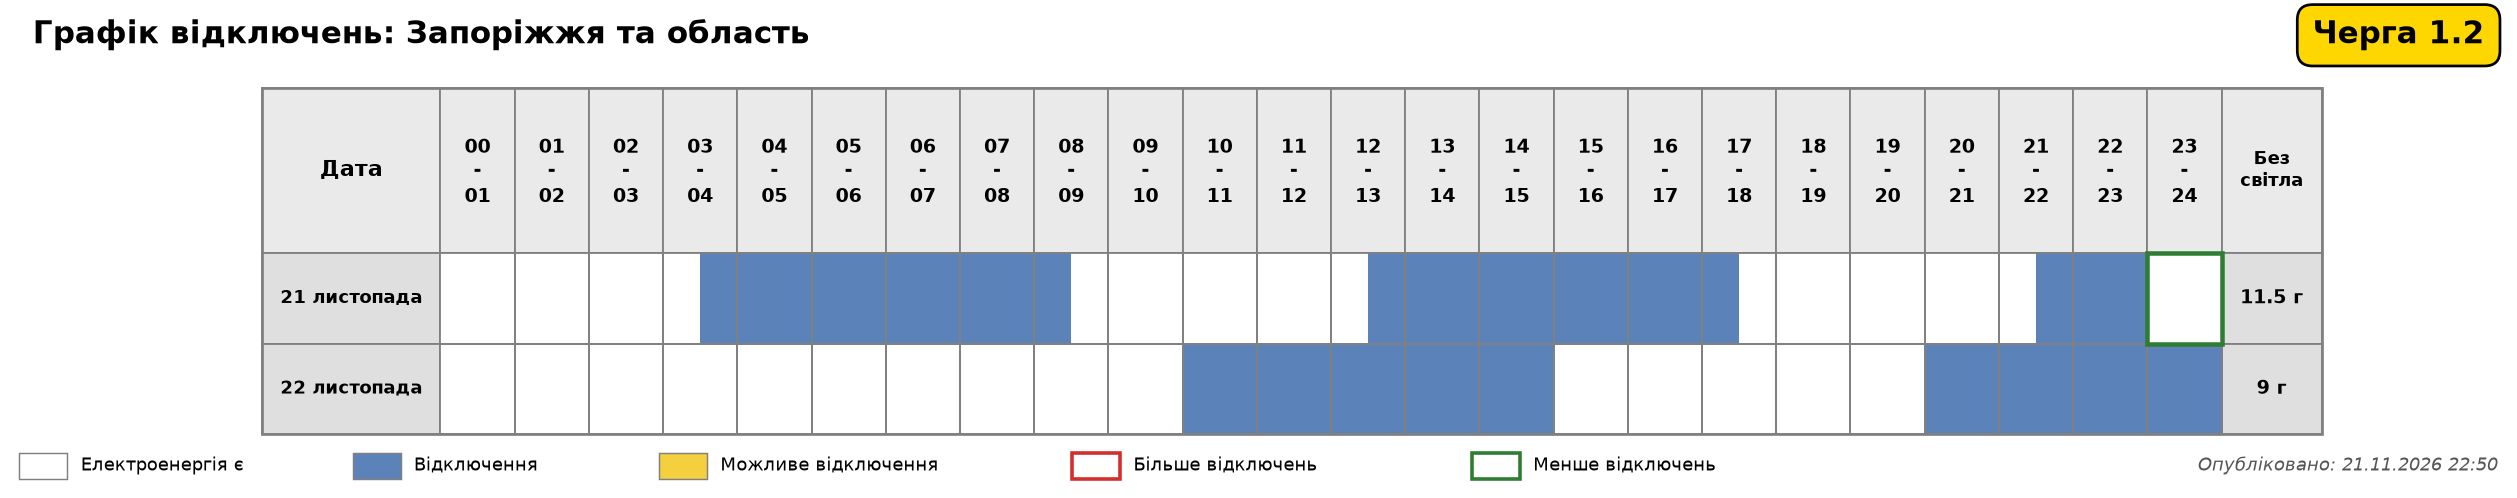 Графік відключень: Запоріжжя та область
Черга 1.2
Дата
00 - 01
01 - 02
02 - 03
03 - 04
04 - 05
05 - 06
06 - 07
07 - 08
08 - 09
09 - 10
10 - 11
11 - 12
12 - 13
13 - 14
14 - 15
15 - 16
16 - 17
17 - 18
18 - 19
19 - 20
20 - 21
21 - 22
22 - 23
23 - 24
Без
світла
21 листопада
11.5 г
22 листопада
9 г
Електроенергія є
Відключення
Можливе відключення
Більше відключень
Менше відключень
Опубліковано: 21.11.2026 22:50